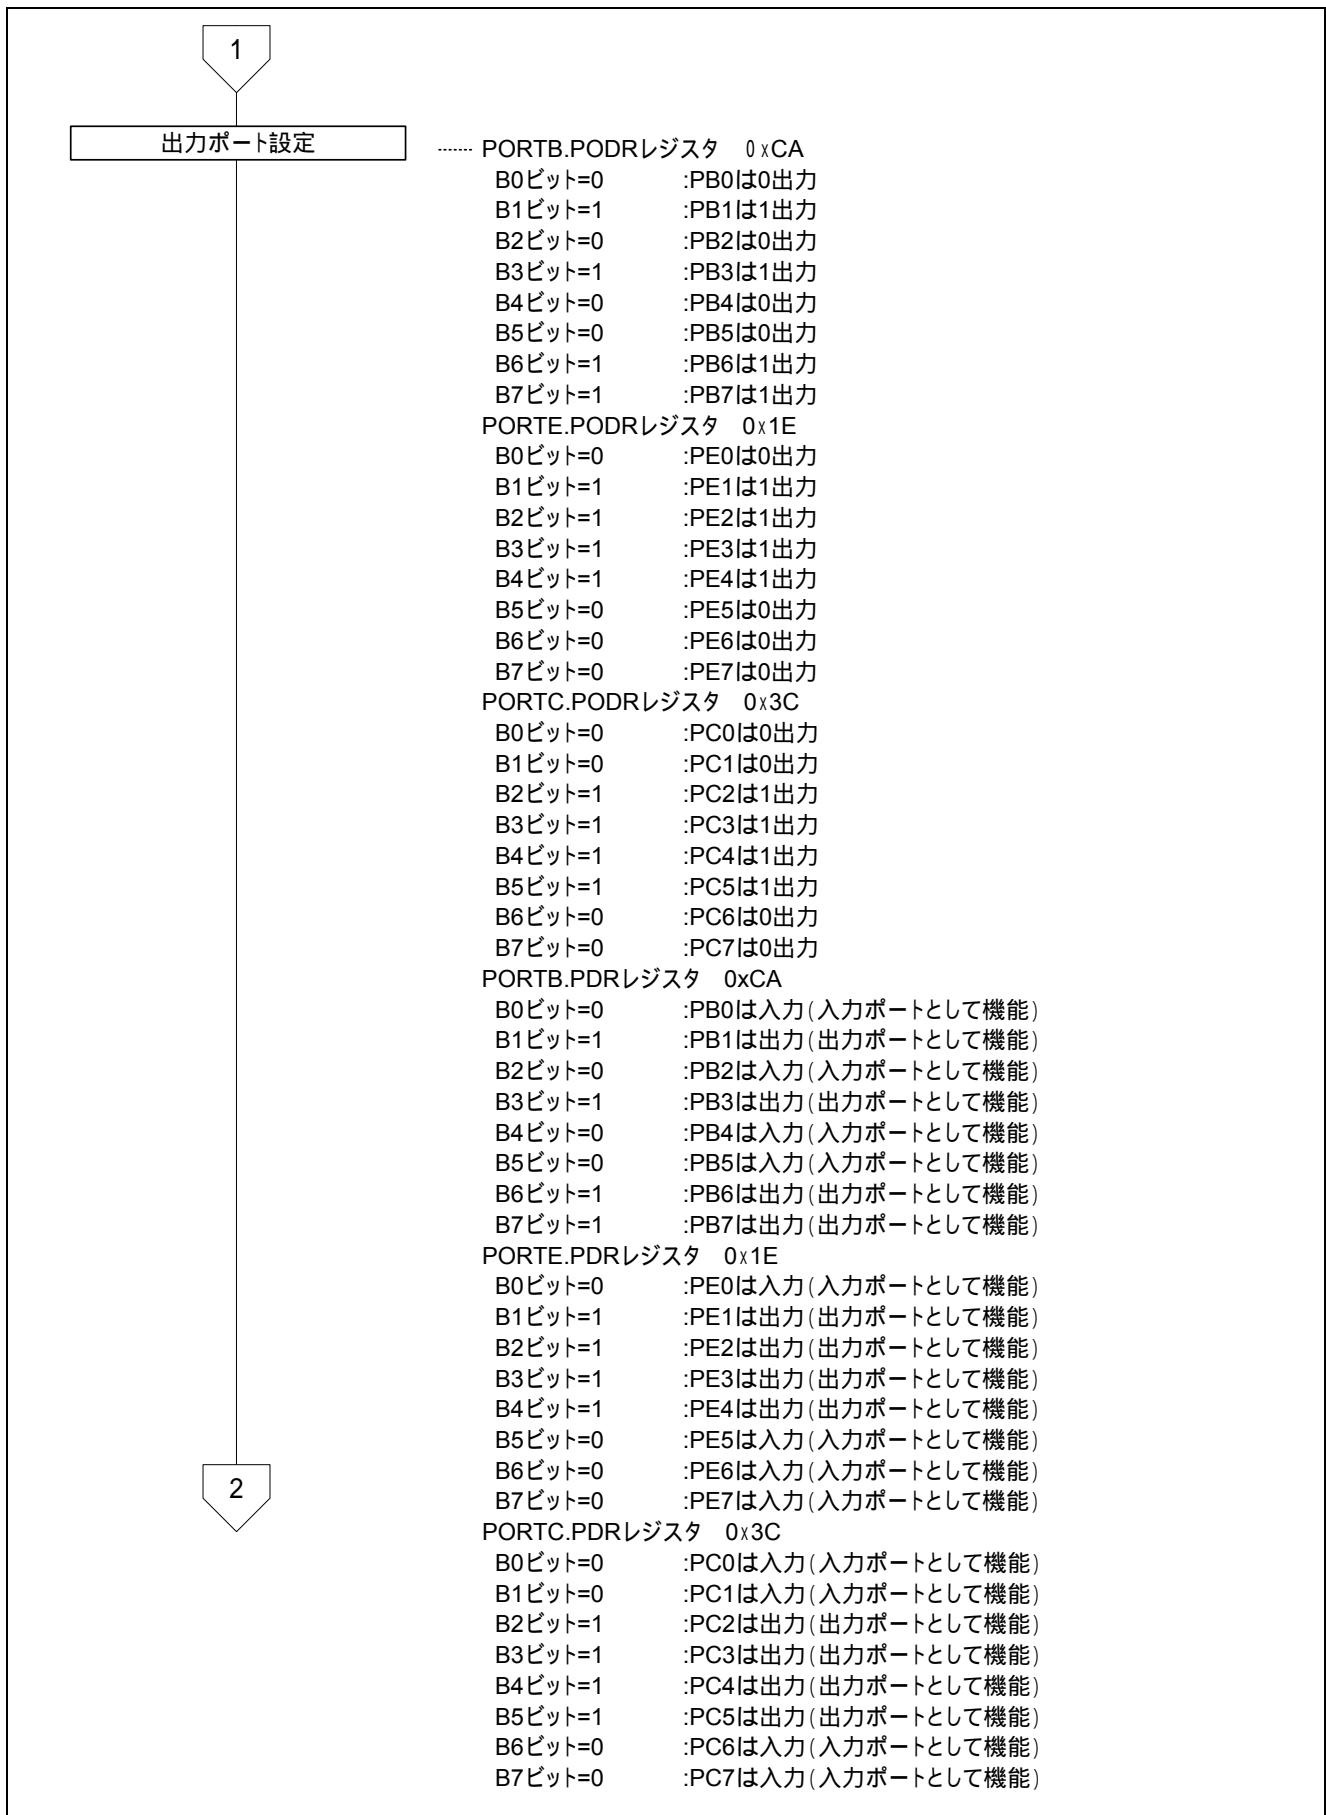 1
出力ポート設定
PORTB.PODRレジスタ 0xCA
B0ビット=0 :PB0は0出力
B1ビット=1 :PB1は1出力
B2ビット=0 :PB2は0出力
B3ビット=1 :PB3は1出力
B4ビット=0 :PB4は0出力
B5ビット=0 :PB5は0出力
B6ビット=1 :PB6は1出力
B7ビット=1 :PB7は1出力
PORTE.PODRレジスタ 0x1E
B0ビット=0 :PE0は0出力
B1ビット=1 :PE1は1出力
B2ビット=1 :PE2は1出力
B3ビット=1 :PE3は1出力
B4ビット=1 :PE4は1出力
B5ビット=0 :PE5は0出力
B6ビット=0 :PE6は0出力
B7ビット=0 :PE7は0出力
PORTC.PODRレジスタ 0x3C
B0ビット=0 :PC0は0出力
B1ビット=0 :PC1は0出力
B2ビット=1 :PC2は1出力
B3ビット=1 :PC3は1出力
B4ビット=1 :PC4は1出力
B5ビット=1 :PC5は1出力
B6ビット=0 :PC6は0出力
B7ビット=0 :PC7は0出力
PORTB.PDRレジスタ 0xCA
B0ビット=0 :PB0は入力(入力ポートとして機能)
B1ビット=1 :PB1は出力(出力ポートとして機能)
B2ビット=0 :PB2は入力(入力ポートとして機能)
B3ビット=1 :PB3は出力(出力ポートとして機能)
B4ビット=0 :PB4は入力(入力ポートとして機能)
B5ビット=0 :PB5は入力(入力ポートとして機能)
B6ビット=1 :PB6は出力(出力ポートとして機能)
B7ビット=1 :PB7は出力(出力ポートとして機能)
PORTE.PDRレジスタ 0x1E
B0ビット=0 :PE0は入力(入力ポートとして機能)
B1ビット=1 :PE1は出力(出力ポートとして機能)
B2ビット=1 :PE2は出力(出力ポートとして機能)
B3ビット=1 :PE3は出力(出力ポートとして機能)
B4ビット=1 :PE4は出力(出力ポートとして機能)
B5ビット=0 :PE5は入力(入力ポートとして機能)
B6ビット=0 :PE6は入力(入力ポートとして機能)
B7ビット=0 :PE7は入力(入力ポートとして機能)
PORTC.PDRレジスタ 0x3C
B0ビット=0 :PC0は入力(入力ポートとして機能)
B1ビット=0 :PC1は入力(入力ポートとして機能)
B2ビット=1 :PC2は出力(出力ポートとして機能)
B3ビット=1 :PC3は出力(出力ポートとして機能)
B4ビット=1 :PC4は出力(出力ポートとして機能)
B5ビット=1 :PC5は出力(出力ポートとして機能)
B6ビット=0 :PC6は入力(入力ポートとして機能)
B7ビット=0 :PC7は入力(入力ポートとして機能)
2